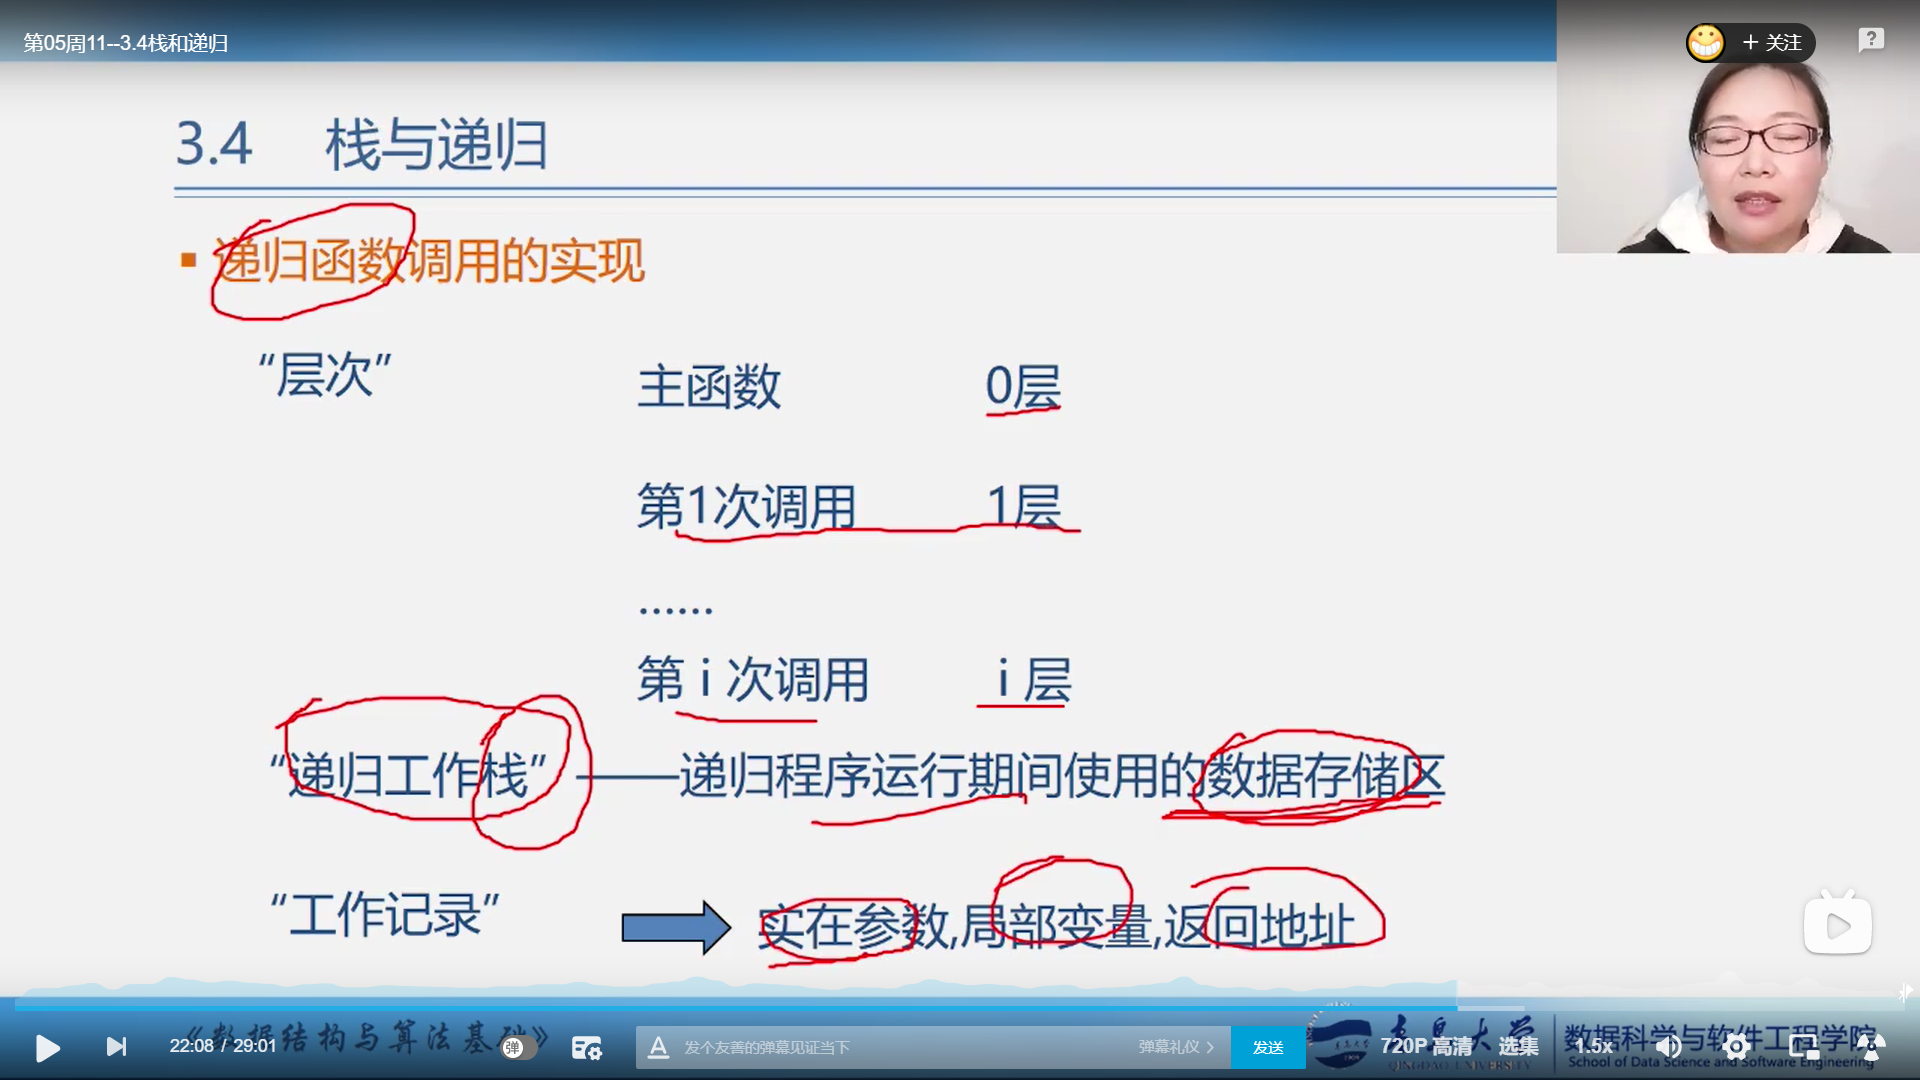 第05周11--3.4栈和递归
+ 关注
3.4 栈与递归
▪ 递归函数调用的实现
“层次”
主函数 0层
第1次调用 1层
……
第 i 次调用 i 层
“递归工作栈” ——递归程序运行期间使用的数据存储区
“工作记录” 实在参数,局部变量,返回地址
《数据结构与算法基础》
22:08 / 29:01
弹
发个友善的弹幕见证当下
弹幕礼仪 >
发送
青岛大学
QINGDAO UNIVERSITY
720P 高清
选集
1.5x
数据科学与软件工程学院
School of Data Science and Software Engineering